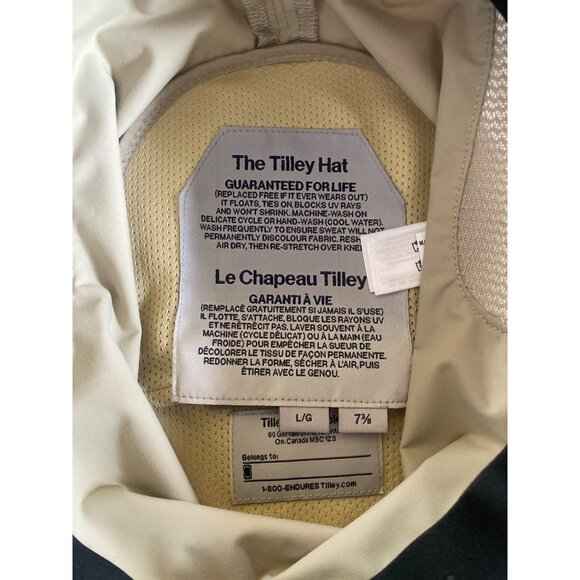 The Tilley Hat
GUARANTEED FOR LIFE
(REPLACED FREE IF IT EVER WEARS OUT)
IT FLOATS, TIES ON, BLOCKS UV RAYS
AND WON'T SHRINK. MACHINE-WASH ON
DELICATE CYCLE OR HAND-WASH (COOL WATER).
WASH FREQUENTLY TO ENSURE SWEAT WILL NOT
PERMANENTLY DISCOLOUR FABRIC.
AIR DRY, THEN RE-STRETCH OVER
Le Chapeau Tilley
GARANTI À VIE
(REMPLACÉ GRATUITEMENT SI JAMAIS IL S'USE)
IL FLOTTE, S'ATTACHE, BLOQUE LES RAYONS UV
ET NE RÉTRÉCIT PAS. LAVER SOUVENT À LA
MACHINE (CYCLE DÉLICAT) OU À LA MAIN (EAU
FROIDE) POUR EMPÊCHER LA SUEUR DE
DÉCOLORER LE TISSU DE FAÇON PERMANENTE.
REDONNER LA FORME, SÉCHER À L'AIR, PUIS
ÉTIRER AVEC LE GENOU.
L/G
7⅜
60
On. Canada M3C 1Z3
Belongs to:
1-800-ENDURES Tilley.com